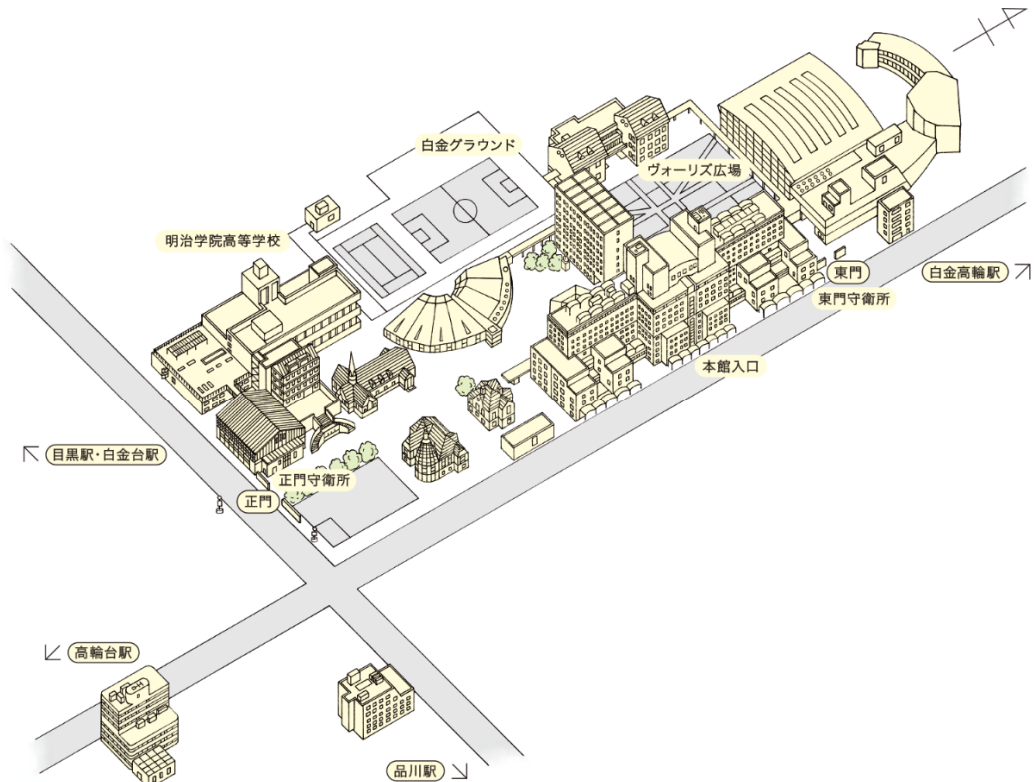 白金グラウンド
ヴォーリズ広場
明治学院高等学校
東門
白金高輪駅
東門守衛所
本館入口
目黒駅・白金台駅
正門守衛所
正門
高輪台駅
品川駅